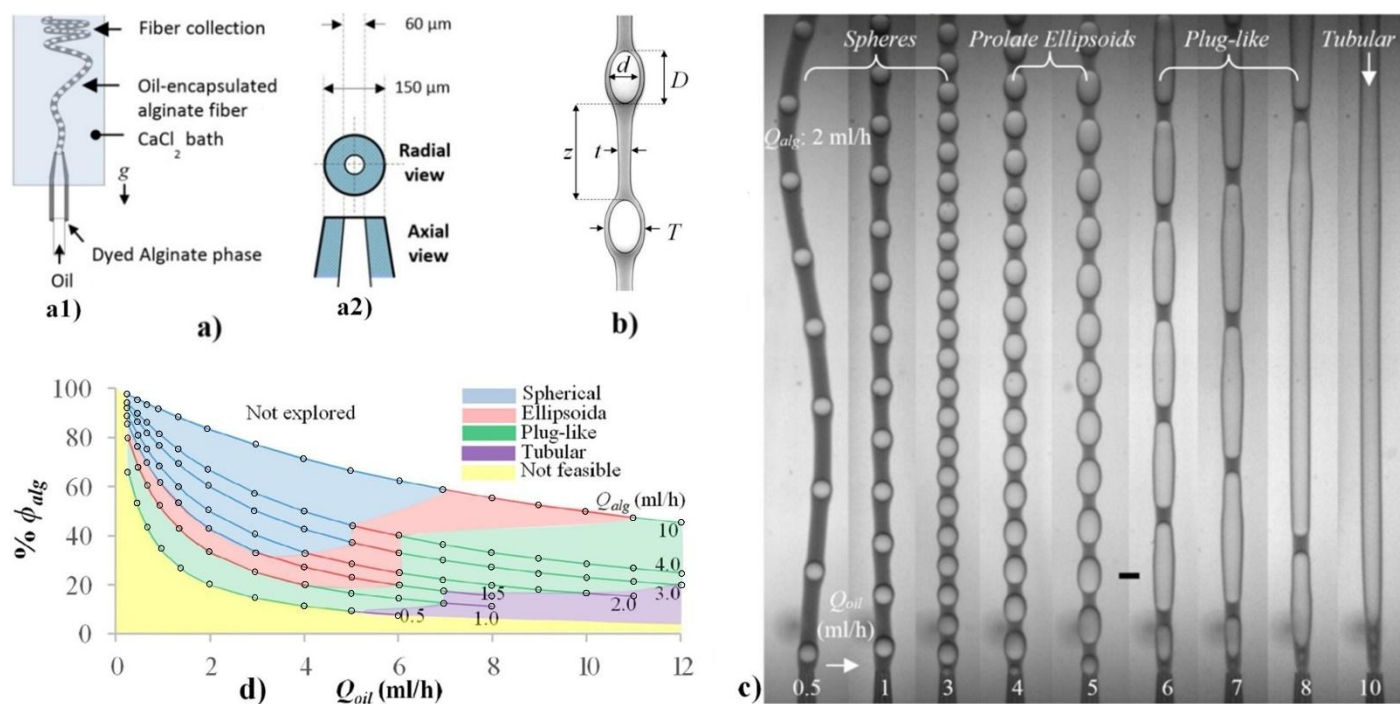 Fiber collection
Oil-encapsulated
alginate fiber
CaCl2 bath
g
Dyed Alginate phase
Oil
a1)
a)
60 µm
150 µm
Radial
view
Axial
view
a2)
d
D
z
t
T
b)
Spheres
Prolate Ellipsoids
Plug-like
Tubular
Qalg: 2 ml/h
Qoil
(ml/h)
0.5 1 3 4 5 6 7 8 10
c)
100
80
60
40
20
0
% ϕalg
Not explored
Spherical
Ellipsoida
Plug-like
Tubular
Not feasible
Qalg (ml/h)
10
4.0
3.0
2.0
1.5
1.0
0.5
0 2 4 6 8 10 12
d)
Qoil (ml/h)